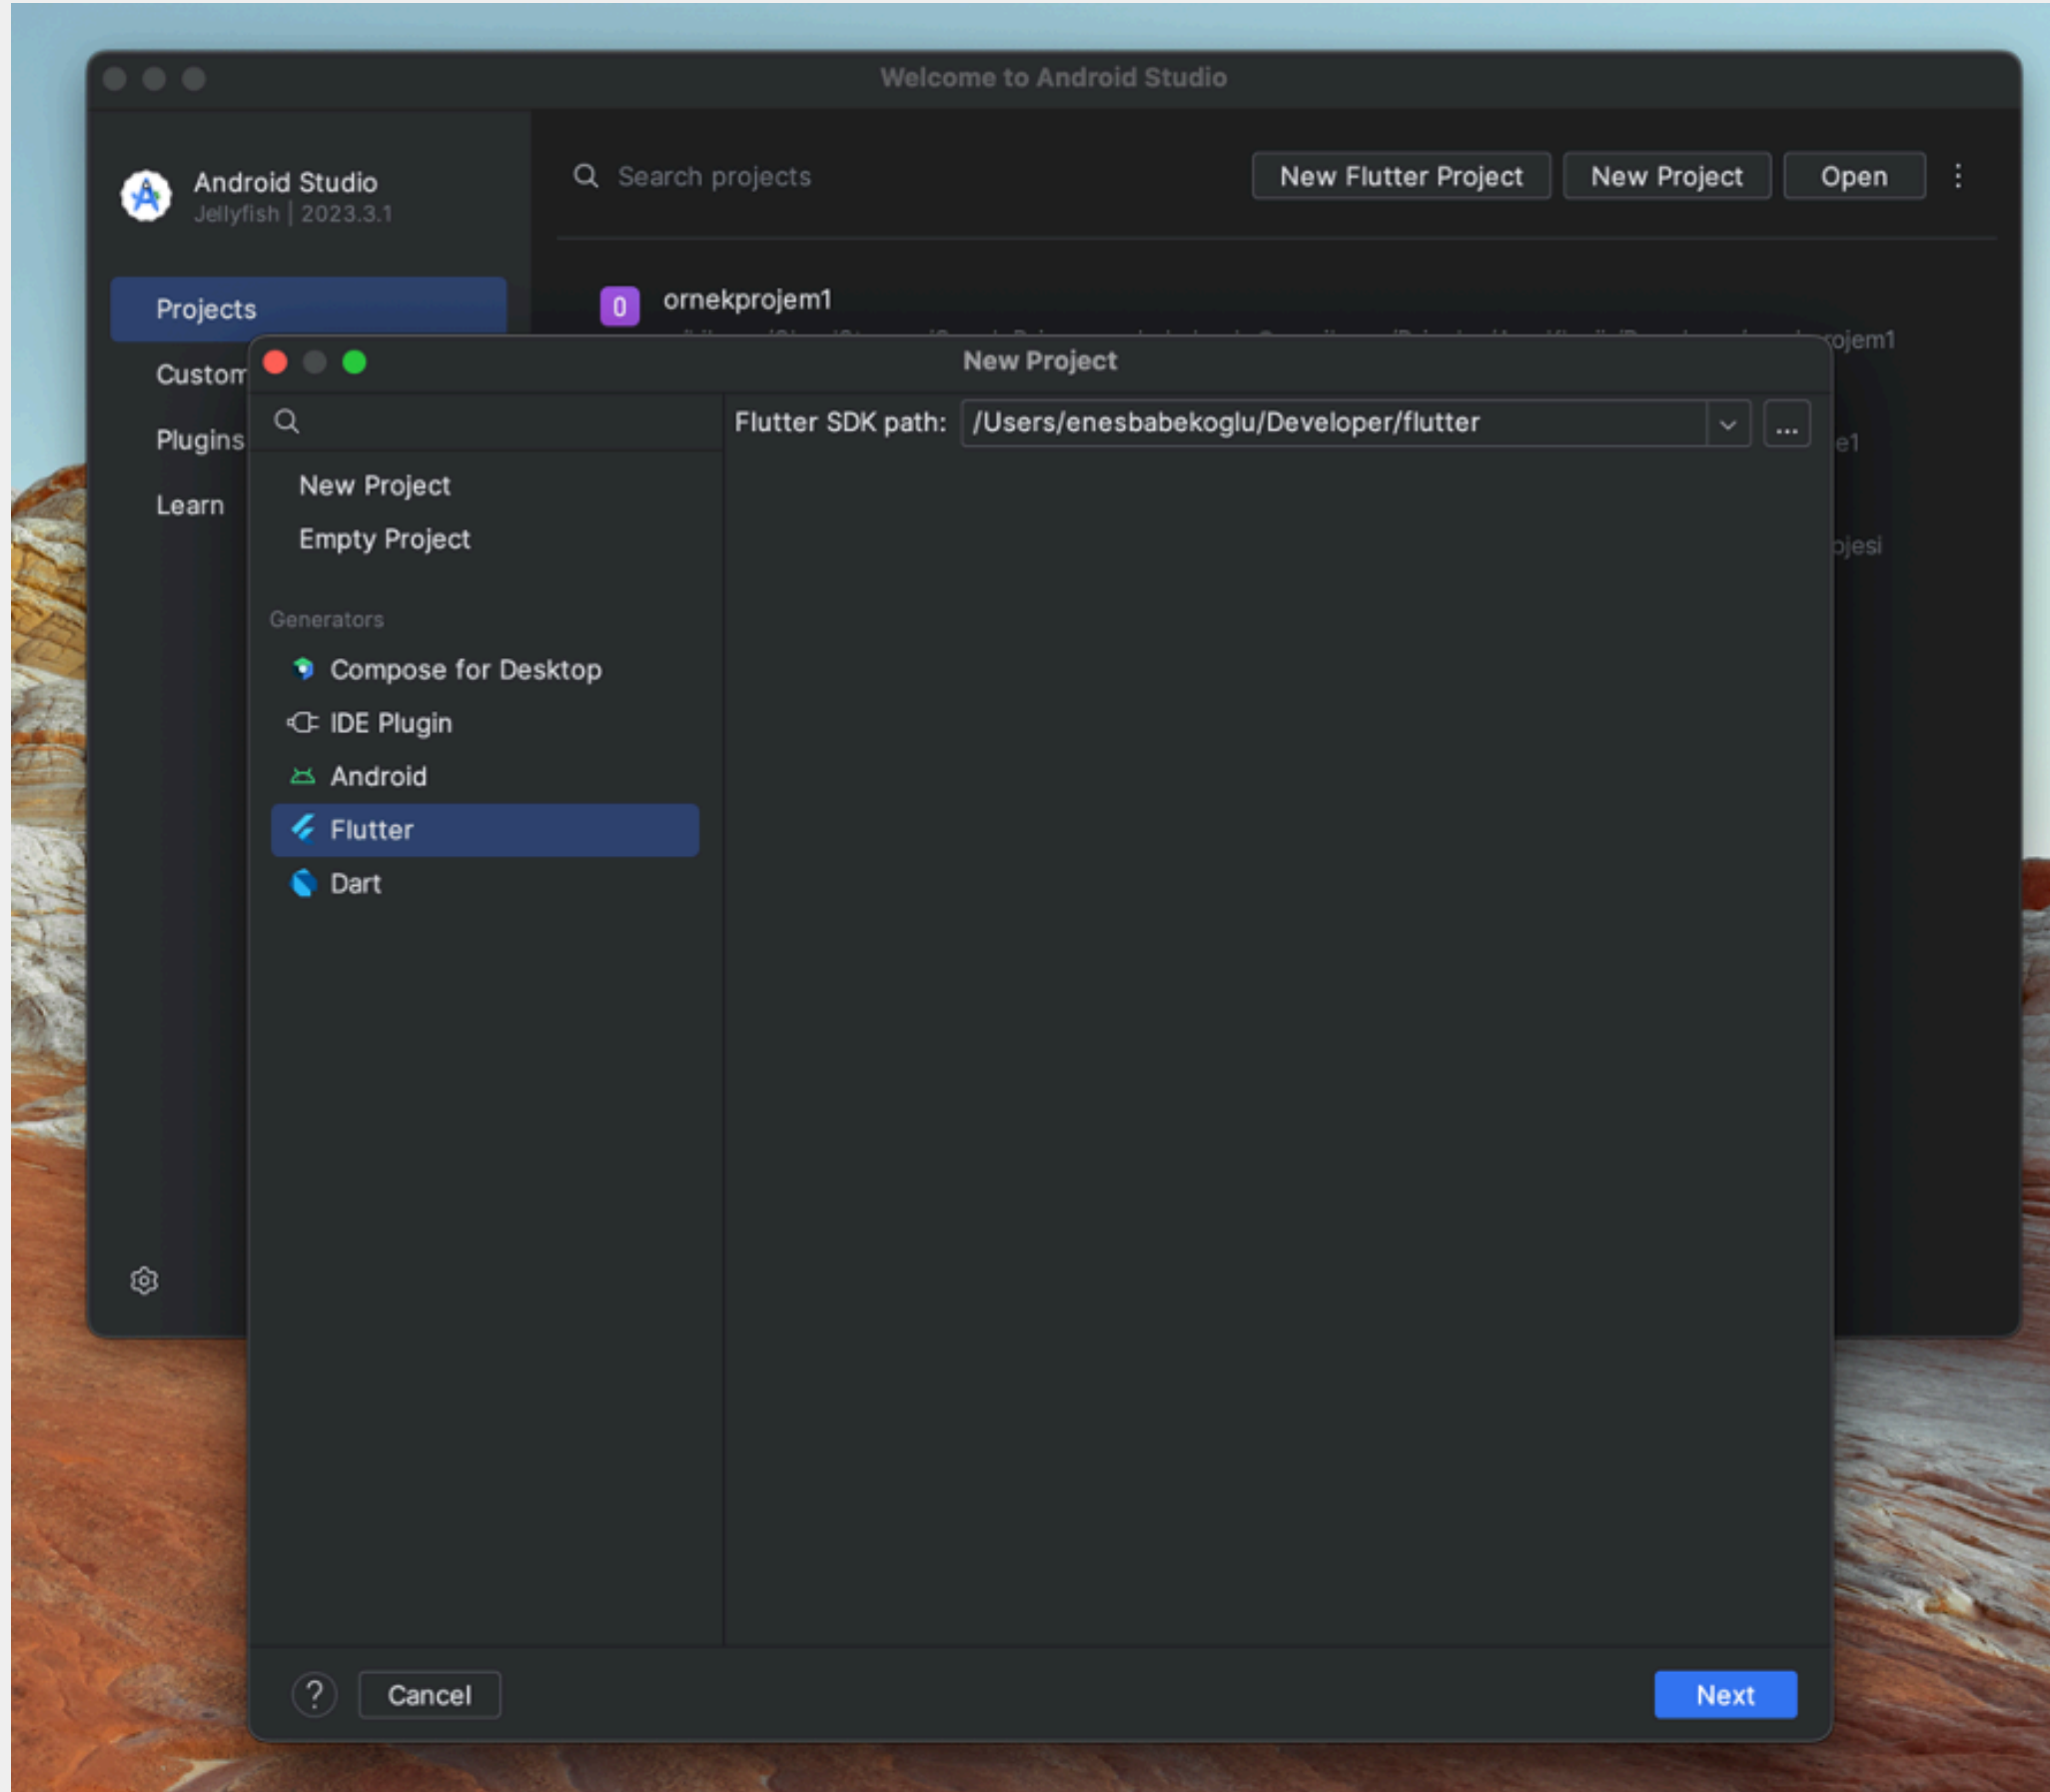 Welcome to Android Studio
Android Studio
Jellyfish | 2023.3.1
Search projects
New Flutter Project
New Project
Open
Projects
Custom
Plugins
Learn
ornekprojem1
rojem1
e1
ojesi
New Project
Flutter SDK path: /Users/enesbabekoglu/Developer/flutter
...
New Project
Empty Project
Generators
Compose for Desktop
IDE Plugin
Android
Flutter
Dart
?
Cancel
Next